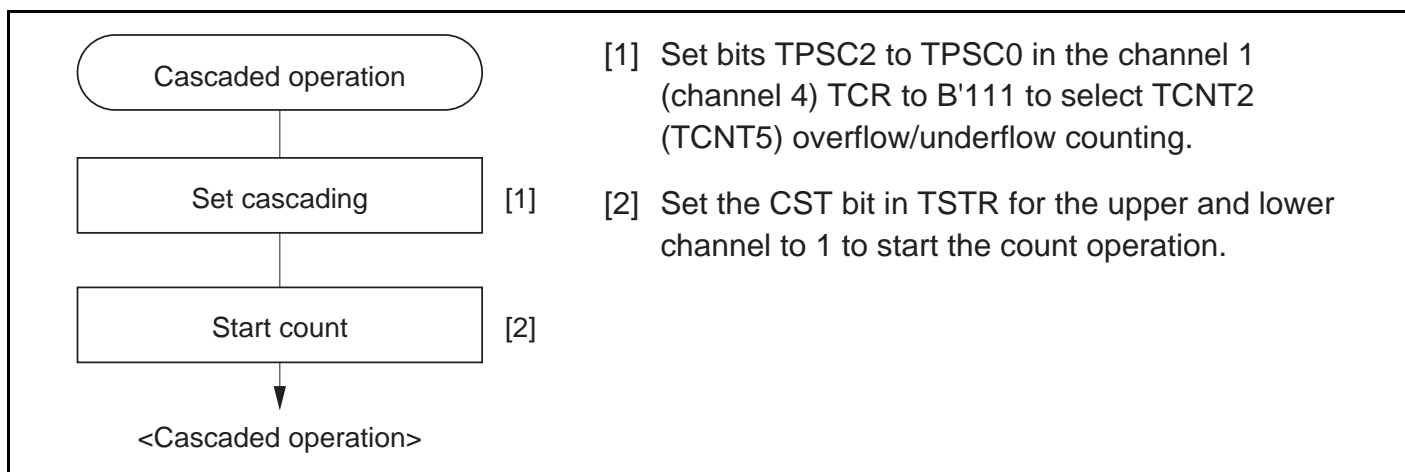 Cascaded operation
Set cascading
[1]
Start count
[2]
<Cascaded operation>
[1] Set bits TPSC2 to TPSC0 in the channel 1
(channel 4) TCR to B'111 to select TCNT2
(TCNT5) overflow/underflow counting.
[2] Set the CST bit in TSTR for the upper and lower
channel to 1 to start the count operation.